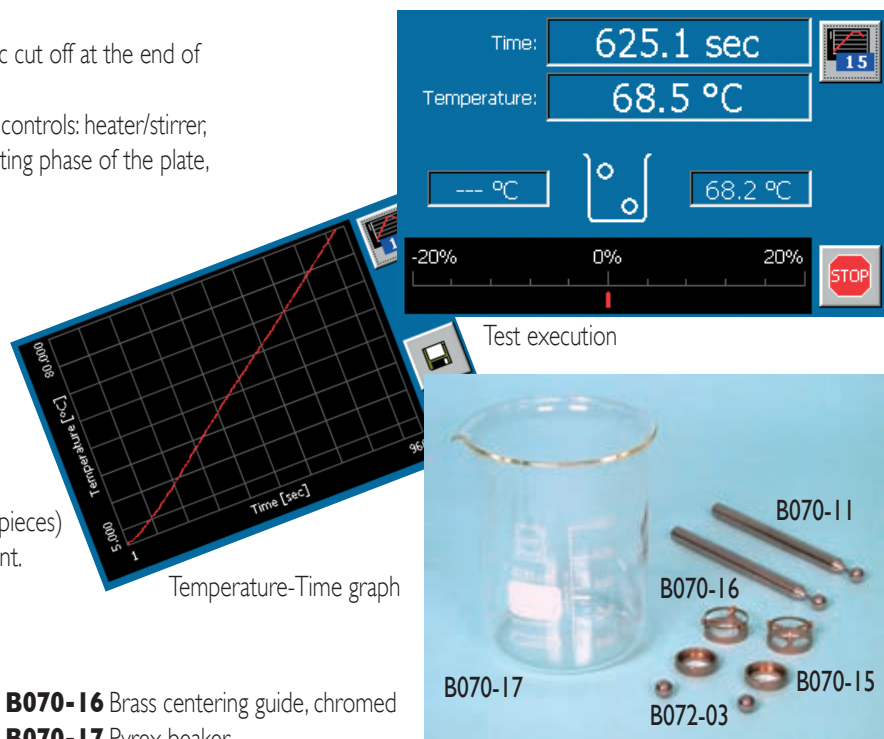 c cut off at the end of
controls: heater/stirrer,
ting phase of the plate,
Time: 625.1 sec
15
Temperature: 68.5 °C
--- °C 68.2 °C
-20% 0% 20%
STOP
Test execution
80.000
Temperature [°C]
5.000
1
Time [sec]
Temperature-Time graph
pieces)
nt.
B070-11
B070-16
B070-15
B070-17
B072-03
B070-16 Brass centering guide, chromed
B070-17 Pyrex beaker